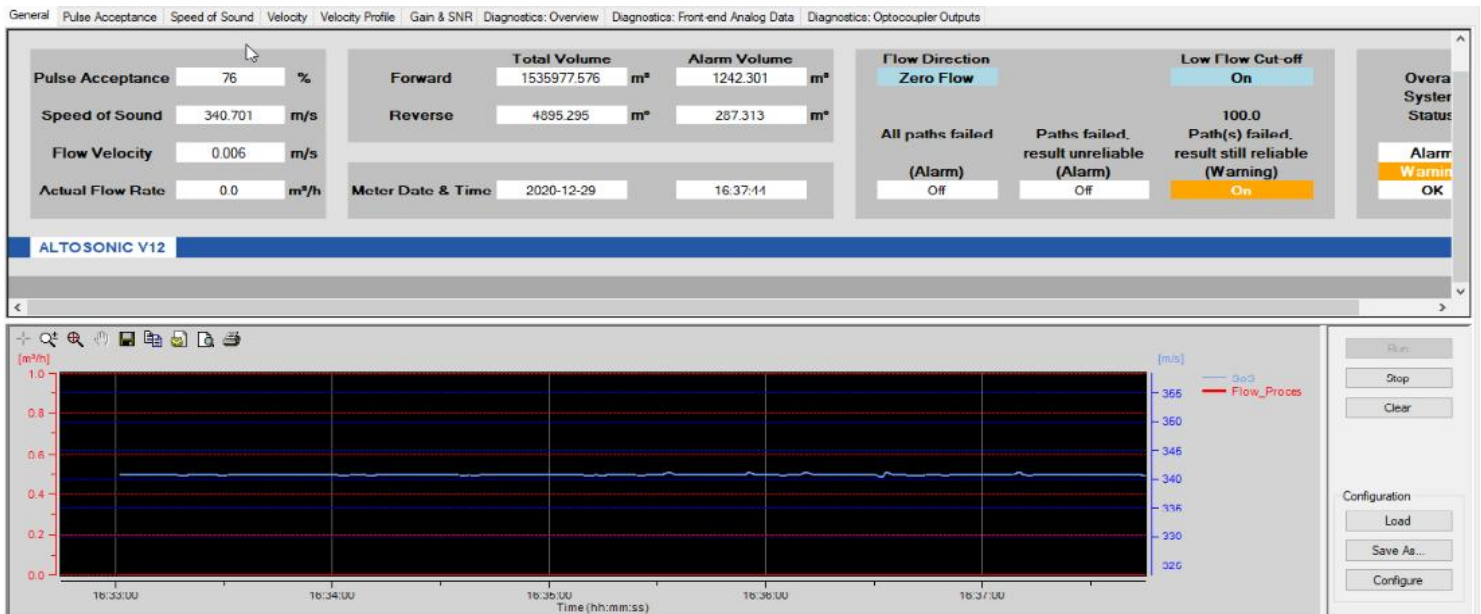 General Pulse Acceptance Speed of Sound Velocity Velocity Profile Gain & SNR Diagnostics: Overview Diagnostics: Front-end Analog Data Diagnostics: Optocoupler Outputs
Total Volume Alarm Volume Flow Direction Low Flow Cut-off
Pulse Acceptance 76 % Forward 1535977.576 m³ 1242.301 m³ Zero Flow On Overa
Syster
Speed of Sound 340.701 m/s Reverse 4895.295 m³ 287.313 m³ 100.0 Status
All paths failed Paths failed, Path(s) failed,
Flow Velocity 0.006 m/s result unreliable result still reliable Alarm
(Alarm) (Alarm) (Warning) Warnin
Actual Flow Rate 0.0 m³/h Meter Date & Time 2020-12-29 16:37:44 Off Off On OK
ALTOSONIC V12
[m³/h] [m/s]
1.0
0.8
0.6
0.4
0.2
0.0
365
350
345
340
335
330
325
SoS
Flow_Proces
16:33:00 16:34:00 16:35:00 16:36:00 16:37:00
Time (hh:mm:ss)
Run
Stop
Clear
Configuration
Load
Save As...
Configure